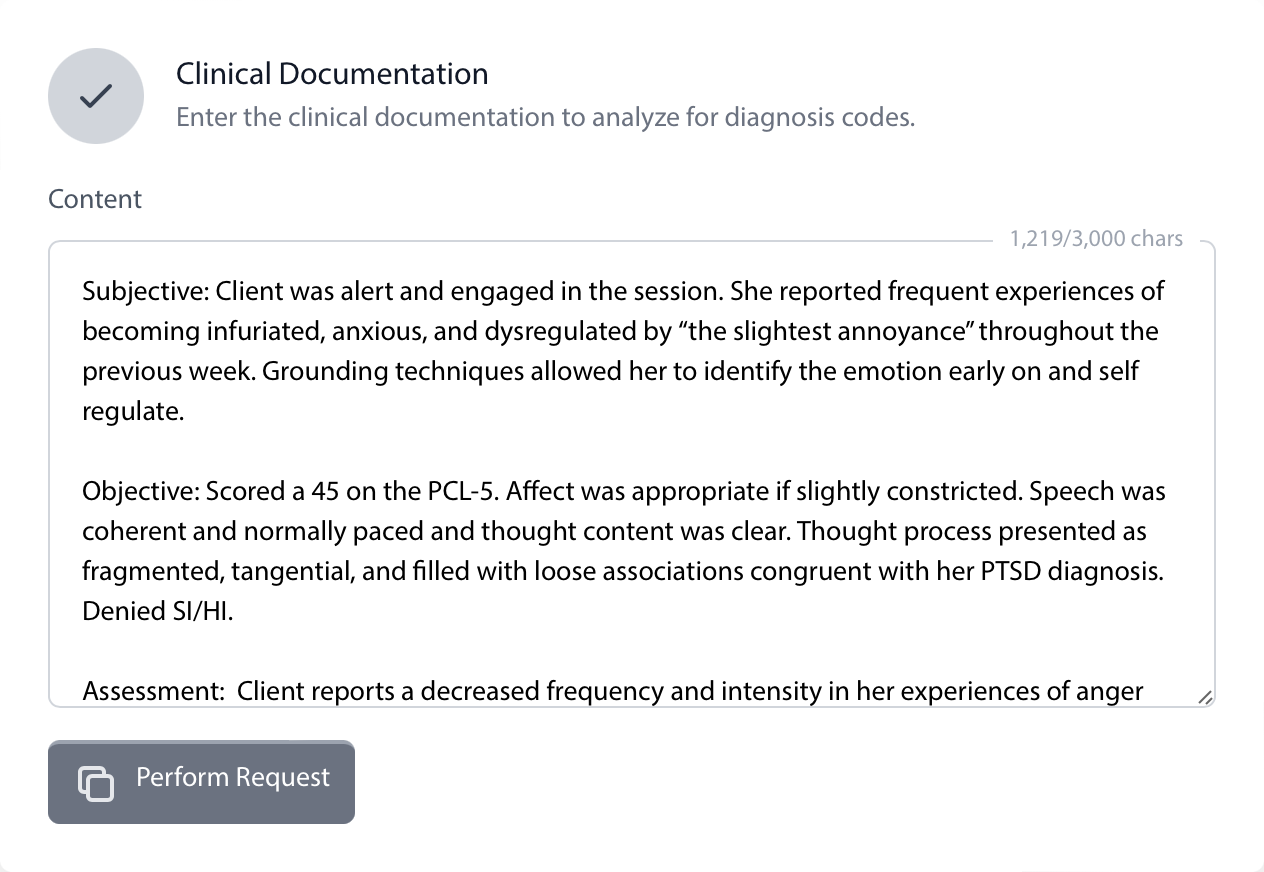 Clinical Documentation
Enter the clinical documentation to analyze for diagnosis codes.
Content
1,219/3,000 chars
Subjective: Client was alert and engaged in the session. She reported frequent experiences of
becoming infuriated, anxious, and dysregulated by “the slightest annoyance” throughout the
previous week. Grounding techniques allowed her to identify the emotion early on and self
regulate.
Objective: Scored a 45 on the PCL-5. Affect was appropriate if slightly constricted. Speech was
coherent and normally paced and thought content was clear. Thought process presented as
fragmented, tangential, and filled with loose associations congruent with her PTSD diagnosis.
Denied SI/HI.
Assessment:  Client reports a decreased frequency and intensity in her experiences of anger
Perform Request